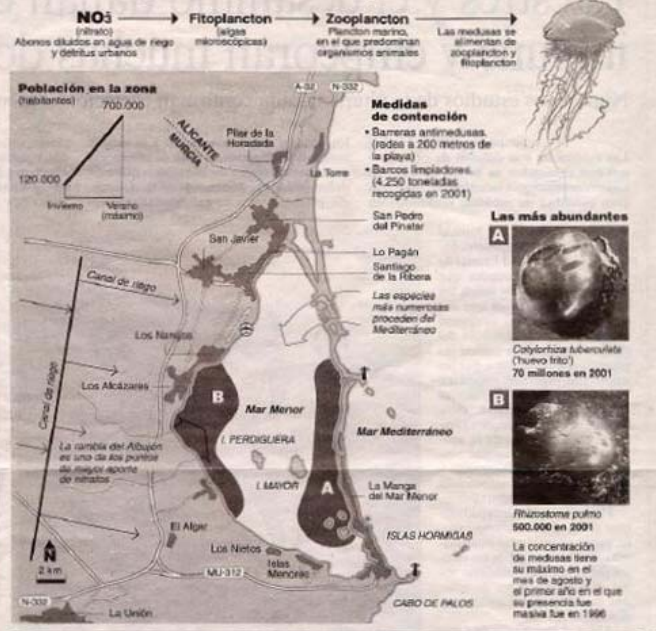 NO3
(nitrato)
Abonos diluidos en agua de riego
y detritus urbanos
Fitoplancton
(algas
microscópicas)
Zooplancton
Plancton marino,
en el que predominan
organismos animales
Las medusas se
alimentan de
zooplancton y
fitoplancton
Población en la zona
(habitantes)
700.000
120.000
Invierno
Verano
(máximo)
ALICANTE
MURCIA
A-32
N-332
Pilar de la
Horadada
La Torre
San Javier
San Pedro
del Pinatar
Lo Pagán
Santiago
de la Ribera
Las especies
más numerosas
proceden del
Mediterráneo
Medidas
de contención
• Barreras antimedusas.
(redes a 200 metros de
la playa)
• Barcos limpiadores.
(4.250 toneladas
recogidas en 2001)
Canal de riego
Canal de riego
Los Narejos
Los Alcázares
B
Mar Menor
I. PERDIGUERA
I. MAYOR
A
Mar Mediterráneo
La rambla del Albujón
es uno de los puntos
de mayor aporte
de nitratos
La Manga
del Mar Menor
El Algar
Los Nietos
Islas
Menores
ISLAS HORMIGAS
MU-312
CABO DE PALOS
N
2 km
N-332
La Unión
Las más abundantes
A
Cotylorhiza tuberculata
('huevo frito')
70 millones en 2001
B
Rhizostoma pulmo
500.000 en 2001
La concentración
de medusas tiene
su máximo en el
mes de agosto y
el primer año en el que
su presencia fue
masiva fue en 1996